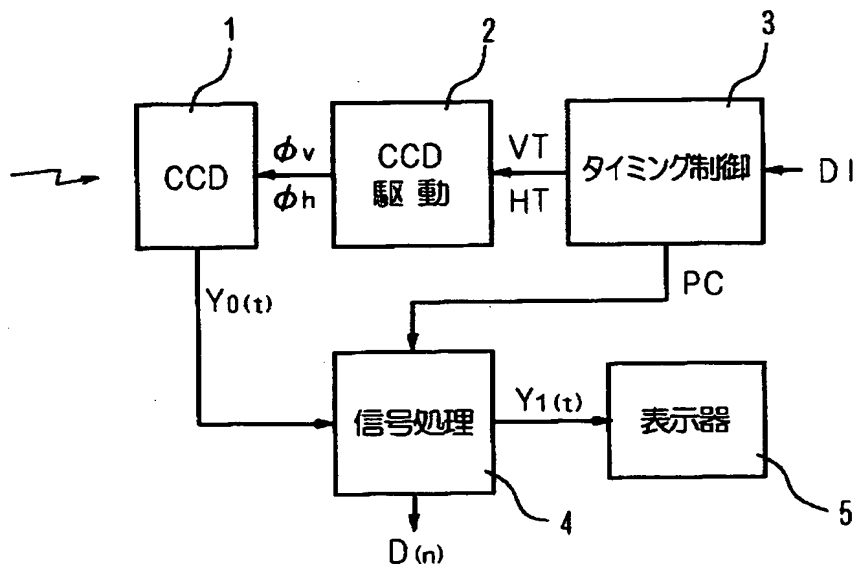 1
2
3
CCD
φv
φh
CCD
駆動
VT
HT
タイミング制御
DI
Y0(t)
PC
信号処理
Y1(t)
表示器
4
5
D(n)